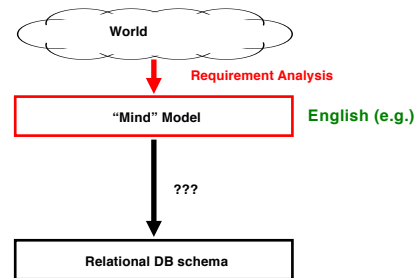 World
Requirement Analysis
“Mind” Model
English (e.g.)
???
Relational DB schema